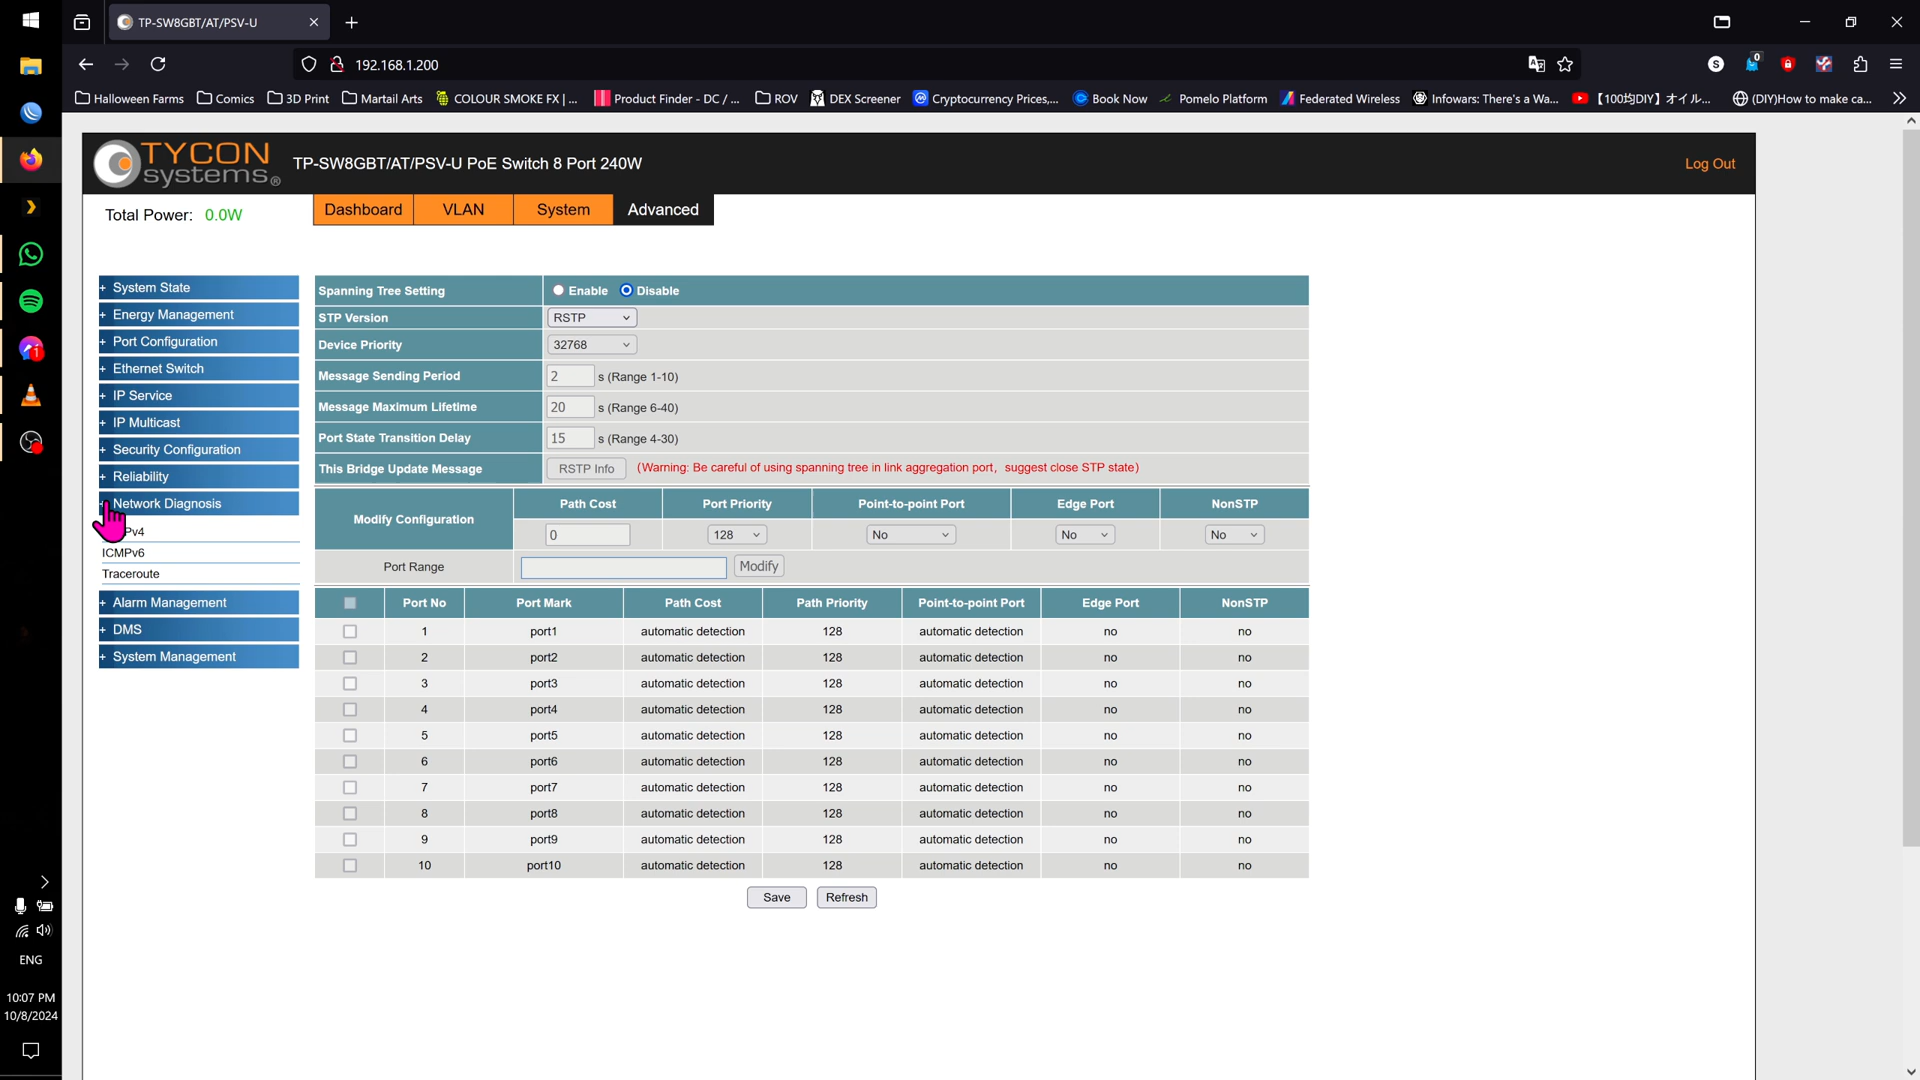 TP-SW8GBT/AT/PSV-U
192.168.1.200
S
0
Halloween Farms
Comics
3D Print
Martail Arts
COLOUR SMOKE FX | ...
Product Finder - DC / ...
ROV
DEX Screener
Cryptocurrency Prices,...
Book Now
Pomelo Platform
Federated Wireless
Infowars: There's a Wa...
【100均DIY】オイル...
(DIY)How to make ca...
TYCON
systems®
TP-SW8GBT/AT/PSV-U PoE Switch 8 Port 240W
Log Out
Total Power: 0.0W
Dashboard
VLAN
System
Advanced
+ System State
+ Energy Management
+ Port Configuration
+ Ethernet Switch
+ IP Service
+ IP Multicast
+ Security Configuration
+ Reliability
Network Diagnosis
Pv4
ICMPv6
Traceroute
+ Alarm Management
+ DMS
+ System Management
Spanning Tree Setting Enable Disable
STP Version RSTP
Device Priority 32768
Message Sending Period 2 s (Range 1-10)
Message Maximum Lifetime 20 s (Range 6-40)
Port State Transition Delay 15 s (Range 4-30)
This Bridge Update Message RSTP Info (Warning: Be careful of using spanning tree in link aggregation port，suggest close STP state)
Modify Configuration
Path Cost Port Priority Point-to-point Port Edge Port NonSTP
0 128 No No No
Port Range Modify
Port No Port Mark Path Cost Path Priority Point-to-point Port Edge Port NonSTP
1 port1 automatic detection 128 automatic detection no no
2 port2 automatic detection 128 automatic detection no no
3 port3 automatic detection 128 automatic detection no no
4 port4 automatic detection 128 automatic detection no no
5 port5 automatic detection 128 automatic detection no no
6 port6 automatic detection 128 automatic detection no no
7 port7 automatic detection 128 automatic detection no no
8 port8 automatic detection 128 automatic detection no no
9 port9 automatic detection 128 automatic detection no no
10 port10 automatic detection 128 automatic detection no no
Save Refresh
1
ENG
10:07 PM
10/8/2024